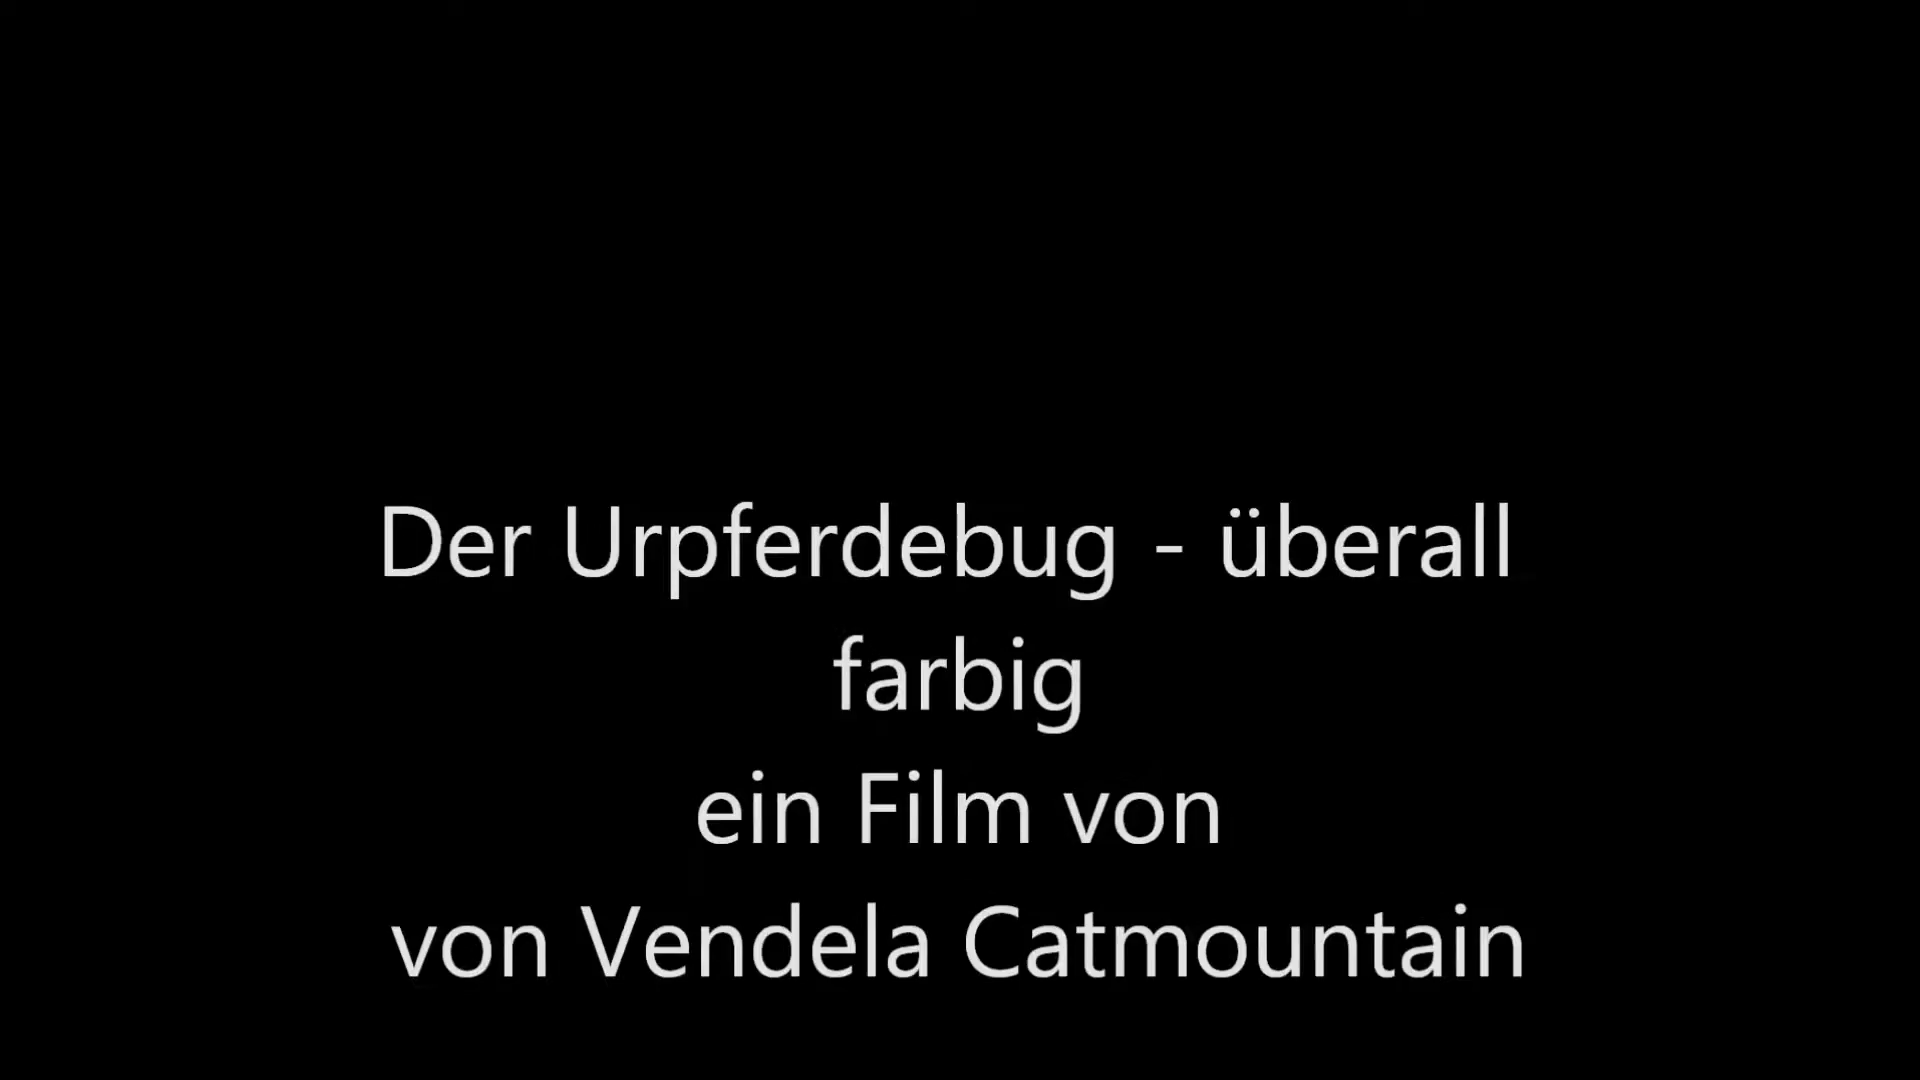 Der Urpferdebug - überall
farbig
ein Film von
von Vendela Catmountain